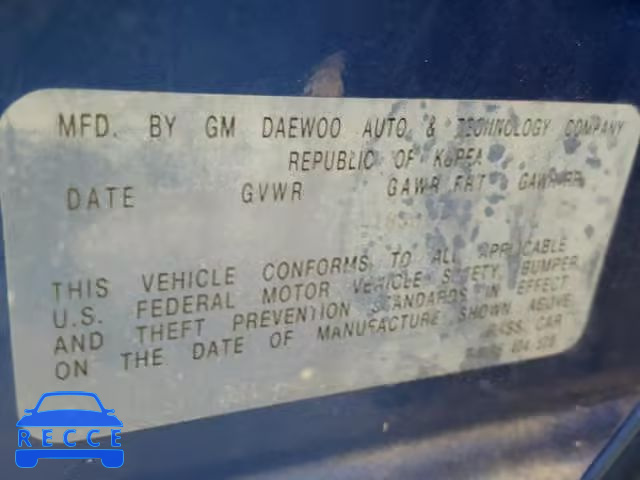 MFD. BY GM DAEWOO AUTO & TECHNOLOGY COMPANY
REPUBLIC OF KOREA
DATE GVWR GAWR FRT GAWR RR
THIS VEHICLE CONFORMS TO ALL APPLICABLE
U.S. FEDERAL MOTOR VEHICLE SAFETY, BUMPER,
AND THEFT PREVENTION STANDARDS IN EFFECT
ON THE DATE OF MANUFACTURE SHOWN ABOVE.
PASS. CAR
RECCE